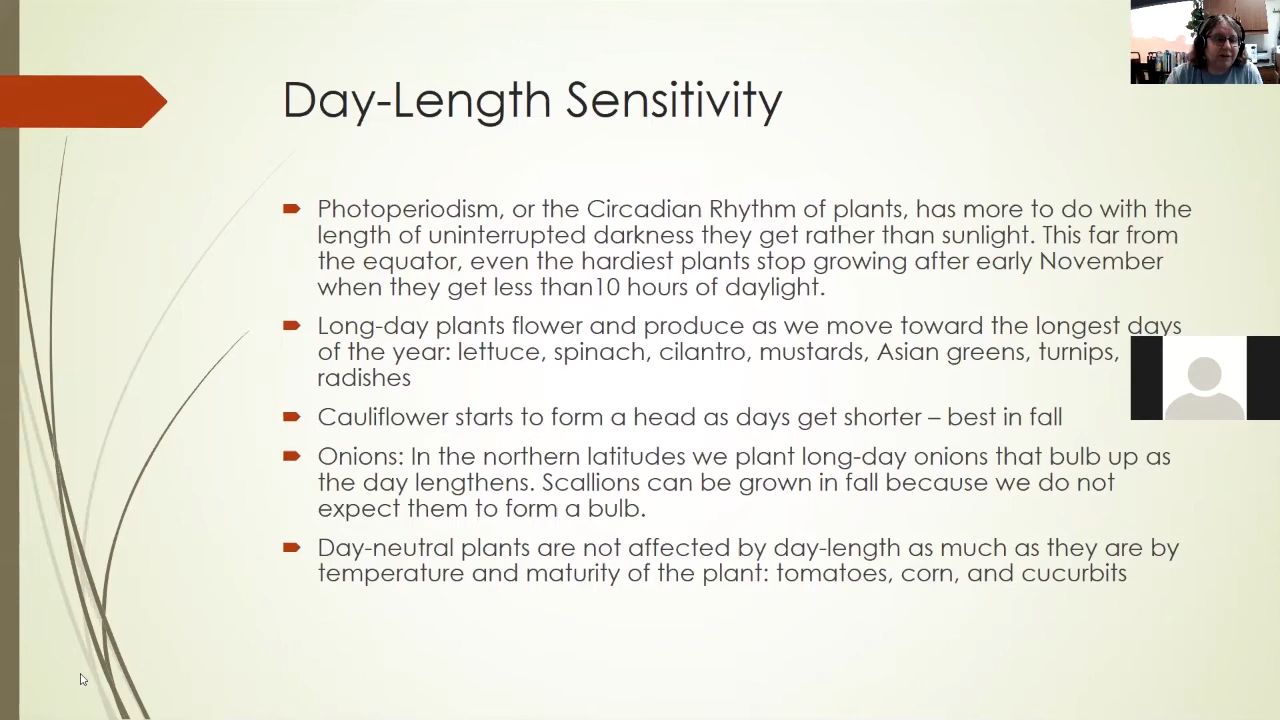 Day-Length Sensitivity
Photoperiodism, or the Circadian Rhythm of plants, has more to do with the
length of uninterrupted darkness they get rather than sunlight. This far from
the equator, even the hardiest plants stop growing after early November
when they get less than10 hours of daylight.
Long-day plants flower and produce as we move toward the longest days
of the year: lettuce, spinach, cilantro, mustards, Asian greens, turnips,
radishes
Cauliflower starts to form a head as days get shorter – best in fall
Onions: In the northern latitudes we plant long-day onions that bulb up as
the day lengthens. Scallions can be grown in fall because we do not
expect them to form a bulb.
Day-neutral plants are not affected by day-length as much as they are by
temperature and maturity of the plant: tomatoes, corn, and cucurbits